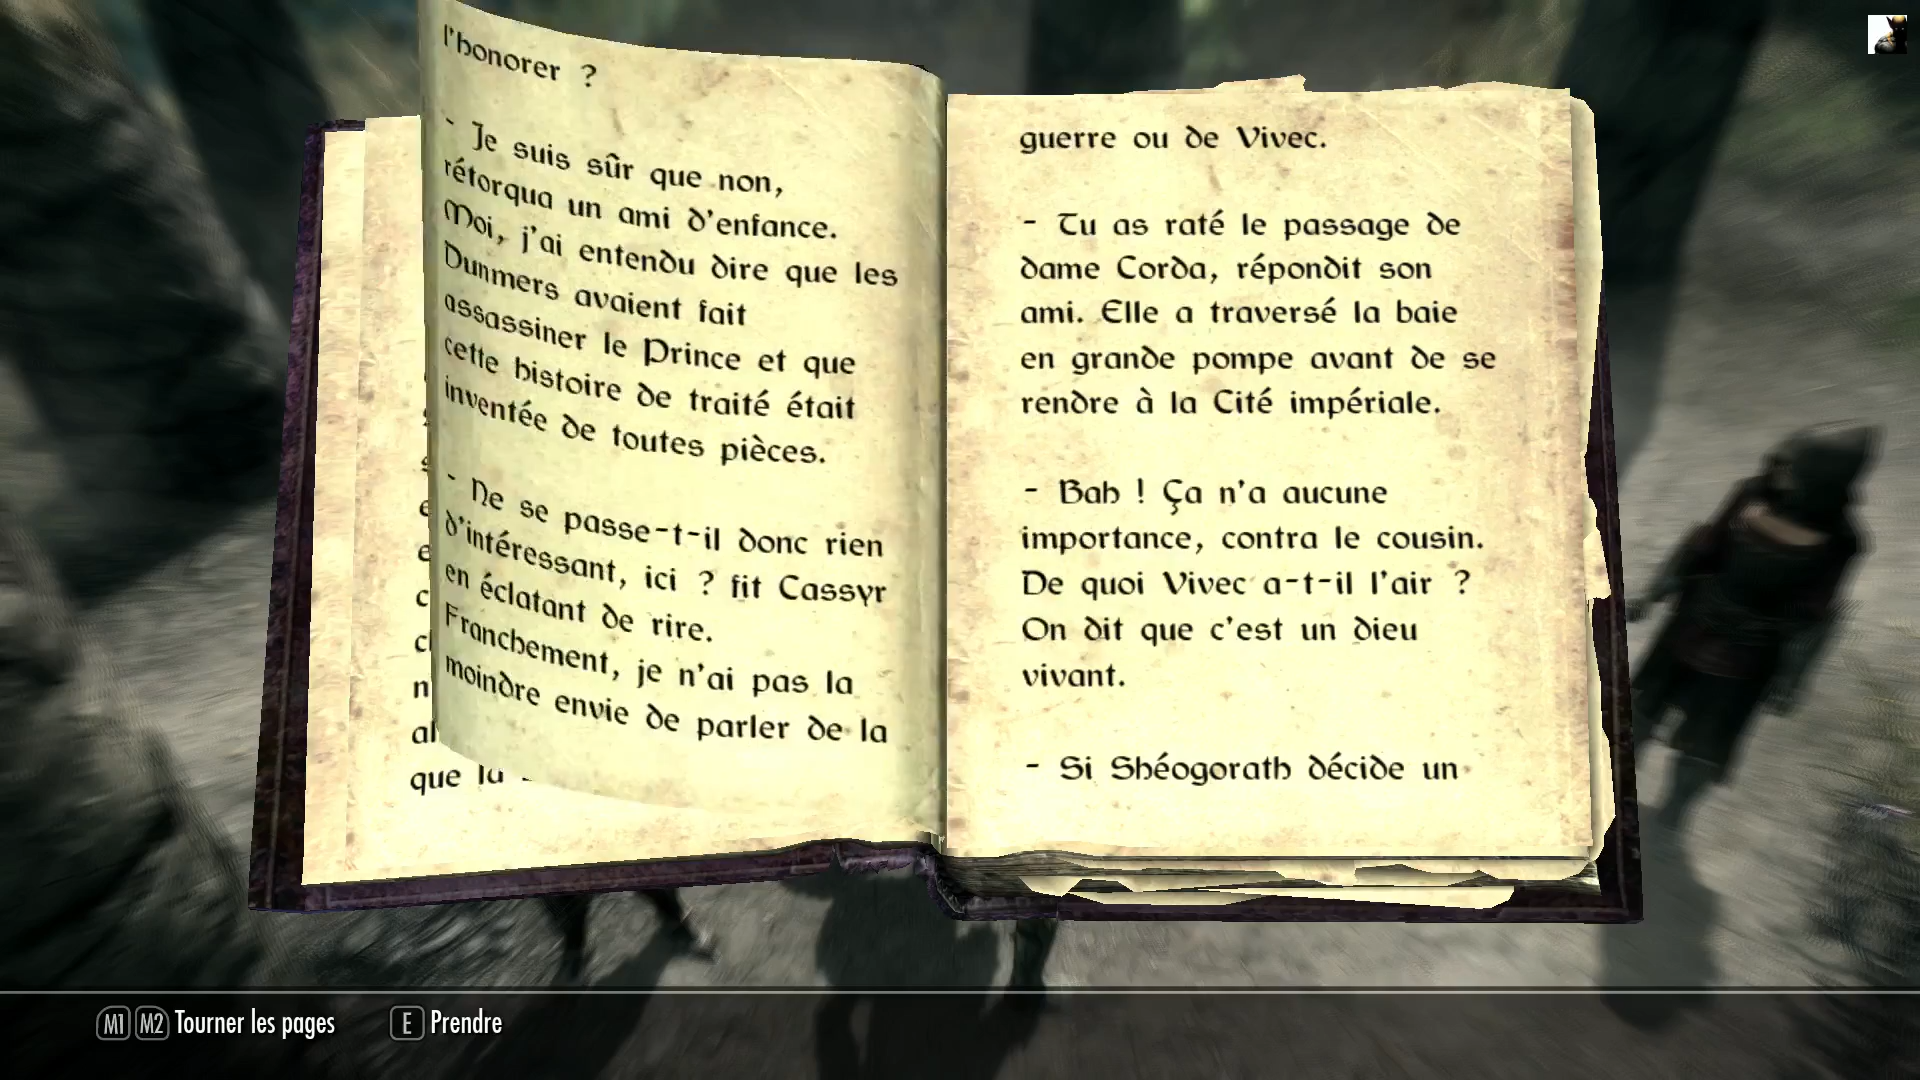 l'honorer ?
- Je suis sûr que non,
rétorqua un ami d'enfance.
Moi, j'ai entendu dire que les
Dunmers avaient fait
assassiner le Prince et que
cette histoire de traité était
inventée de toutes pièces.
- Ne se passe-t-il donc rien
d'intéressant, ici ? fit Cassyr
en éclatant de rire.
Franchement, je n'ai pas la
moindre envie de parler de la
que la
guerre ou de Vivec.
- Tu as raté le passage de
dame Corda, répondit son
ami. Elle a traversé la baie
en grande pompe avant de se
rendre à la Cité impériale.
- Bah ! Ça n'a aucune
importance, contra le cousin.
De quoi Vivec a-t-il l'air ?
On dit que c'est un dieu
vivant.
- Si Shéogorath décide un
M1 M2 Tourner les pages
E Prendre